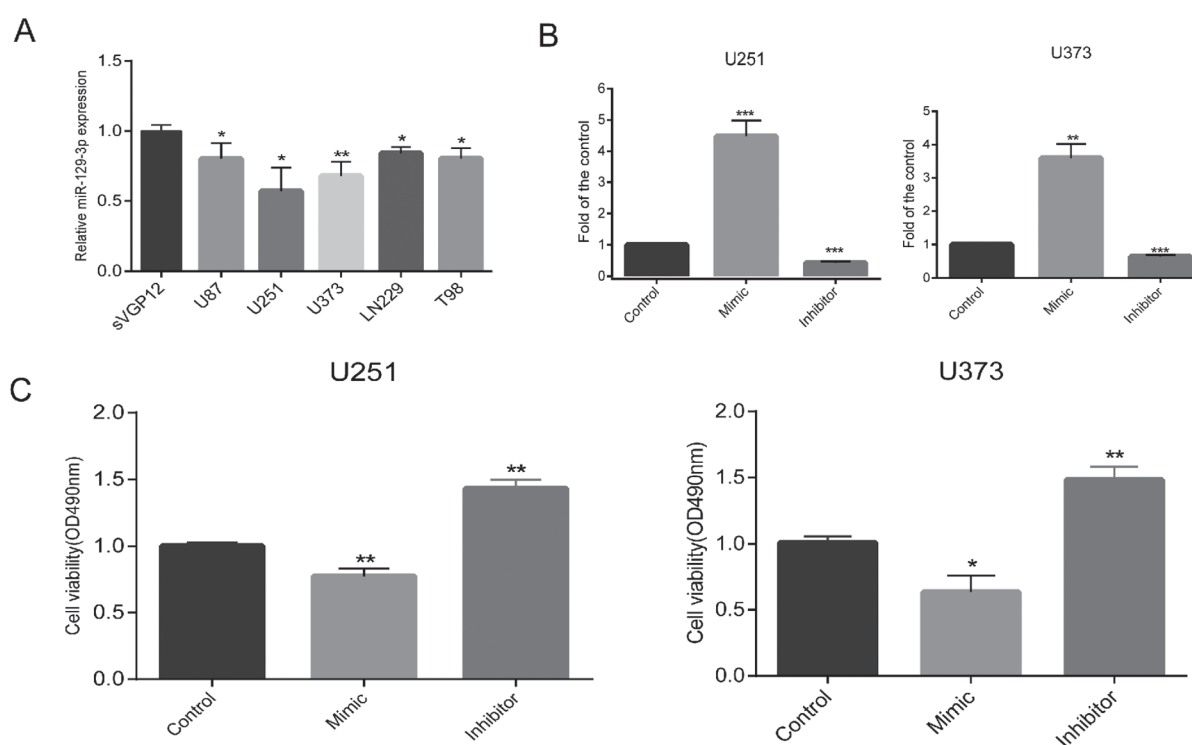 A
Relative miR-129-3p expression
1.5
1.0
0.5
0.0
*
*
**
*
*
sVGP12
U87
U251
U373
LN229
T98
B
U251
Fold of the control
6
5
4
3
2
1
0
***
***
Control
Mimic
Inhibitor
U373
Fold of the control
5
4
3
2
1
0
**
***
Control
Mimic
Inhibitor
C
U251
Cell viability(OD490nm)
2.0
1.5
1.0
0.5
0.0
**
**
Control
Mimic
Inhibitor
U373
Cell viability(OD490nm)
2.0
1.5
1.0
0.5
0.0
*
**
Control
Mimic
Inhibitor